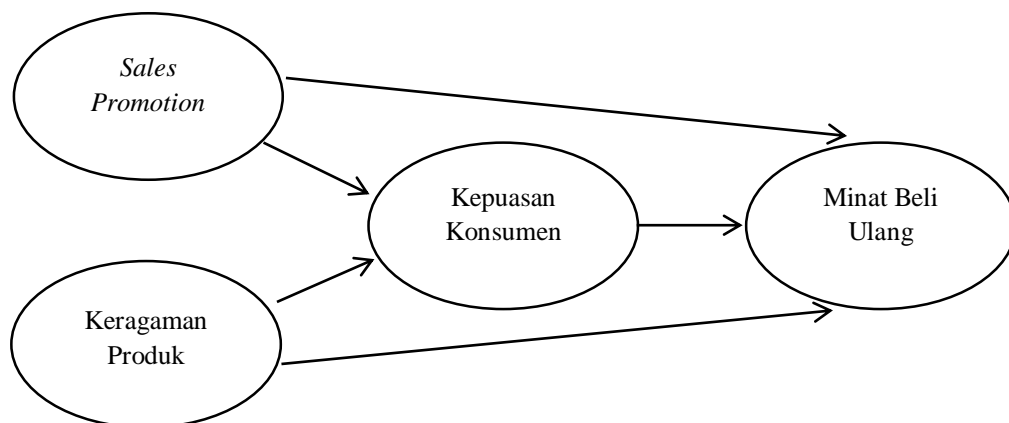 Sales
Promotion
Kepuasan
Konsumen
Minat Beli
Ulang
Keragaman
Produk